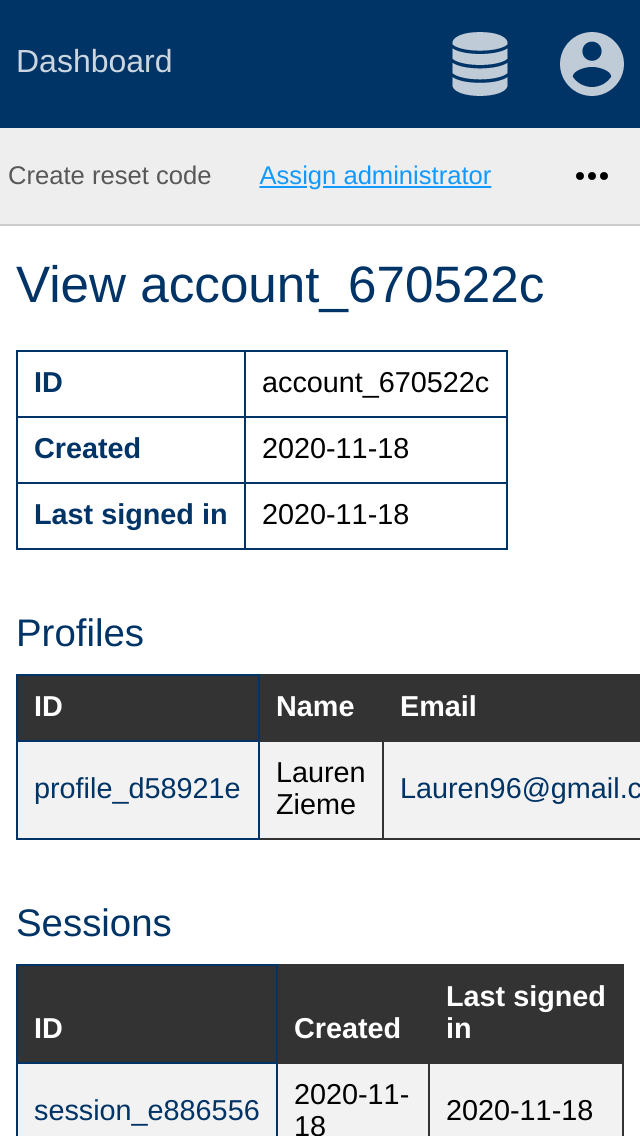 Dashboard
Create reset code Assign administrator
View account_670522c
ID account_670522c
Created 2020-11-18
Last signed in 2020-11-18
Profiles
ID Name Email
profile_d58921e Lauren Zieme Lauren96@gmail.c
Sessions
ID Created Last signed in
session_e886556 2020-11-18 2020-11-18